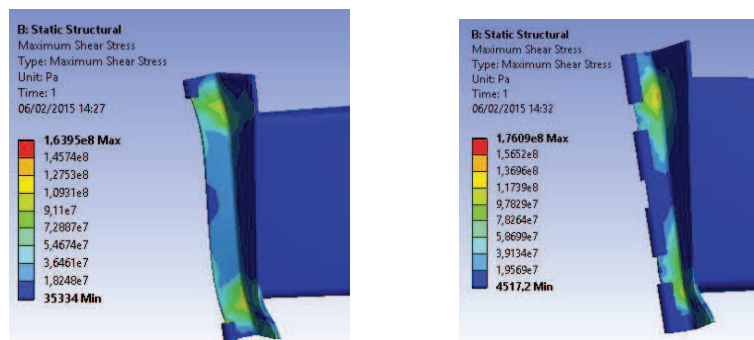 B: Static Structural
Maximum Shear Stress
Type: Maximum Shear Stress
Unit: Pa
Time: 1
06/02/2015 14:27
1,6395e8 Max
1,4574e8
1,2753e8
1,0931e8
9,11e7
7,2887e7
5,4674e7
3,6461e7
1,8248e7
35334 Min
B: Static Structural
Maximum Shear Stress
Type: Maximum Shear Stress
Unit: Pa
Time: 1
06/02/2015 14:32
1,7609e8 Max
1,5652e8
1,3696e8
1,1739e8
9,7829e7
7,8264e7
5,8699e7
3,9134e7
1,9569e7
4517,2 Min